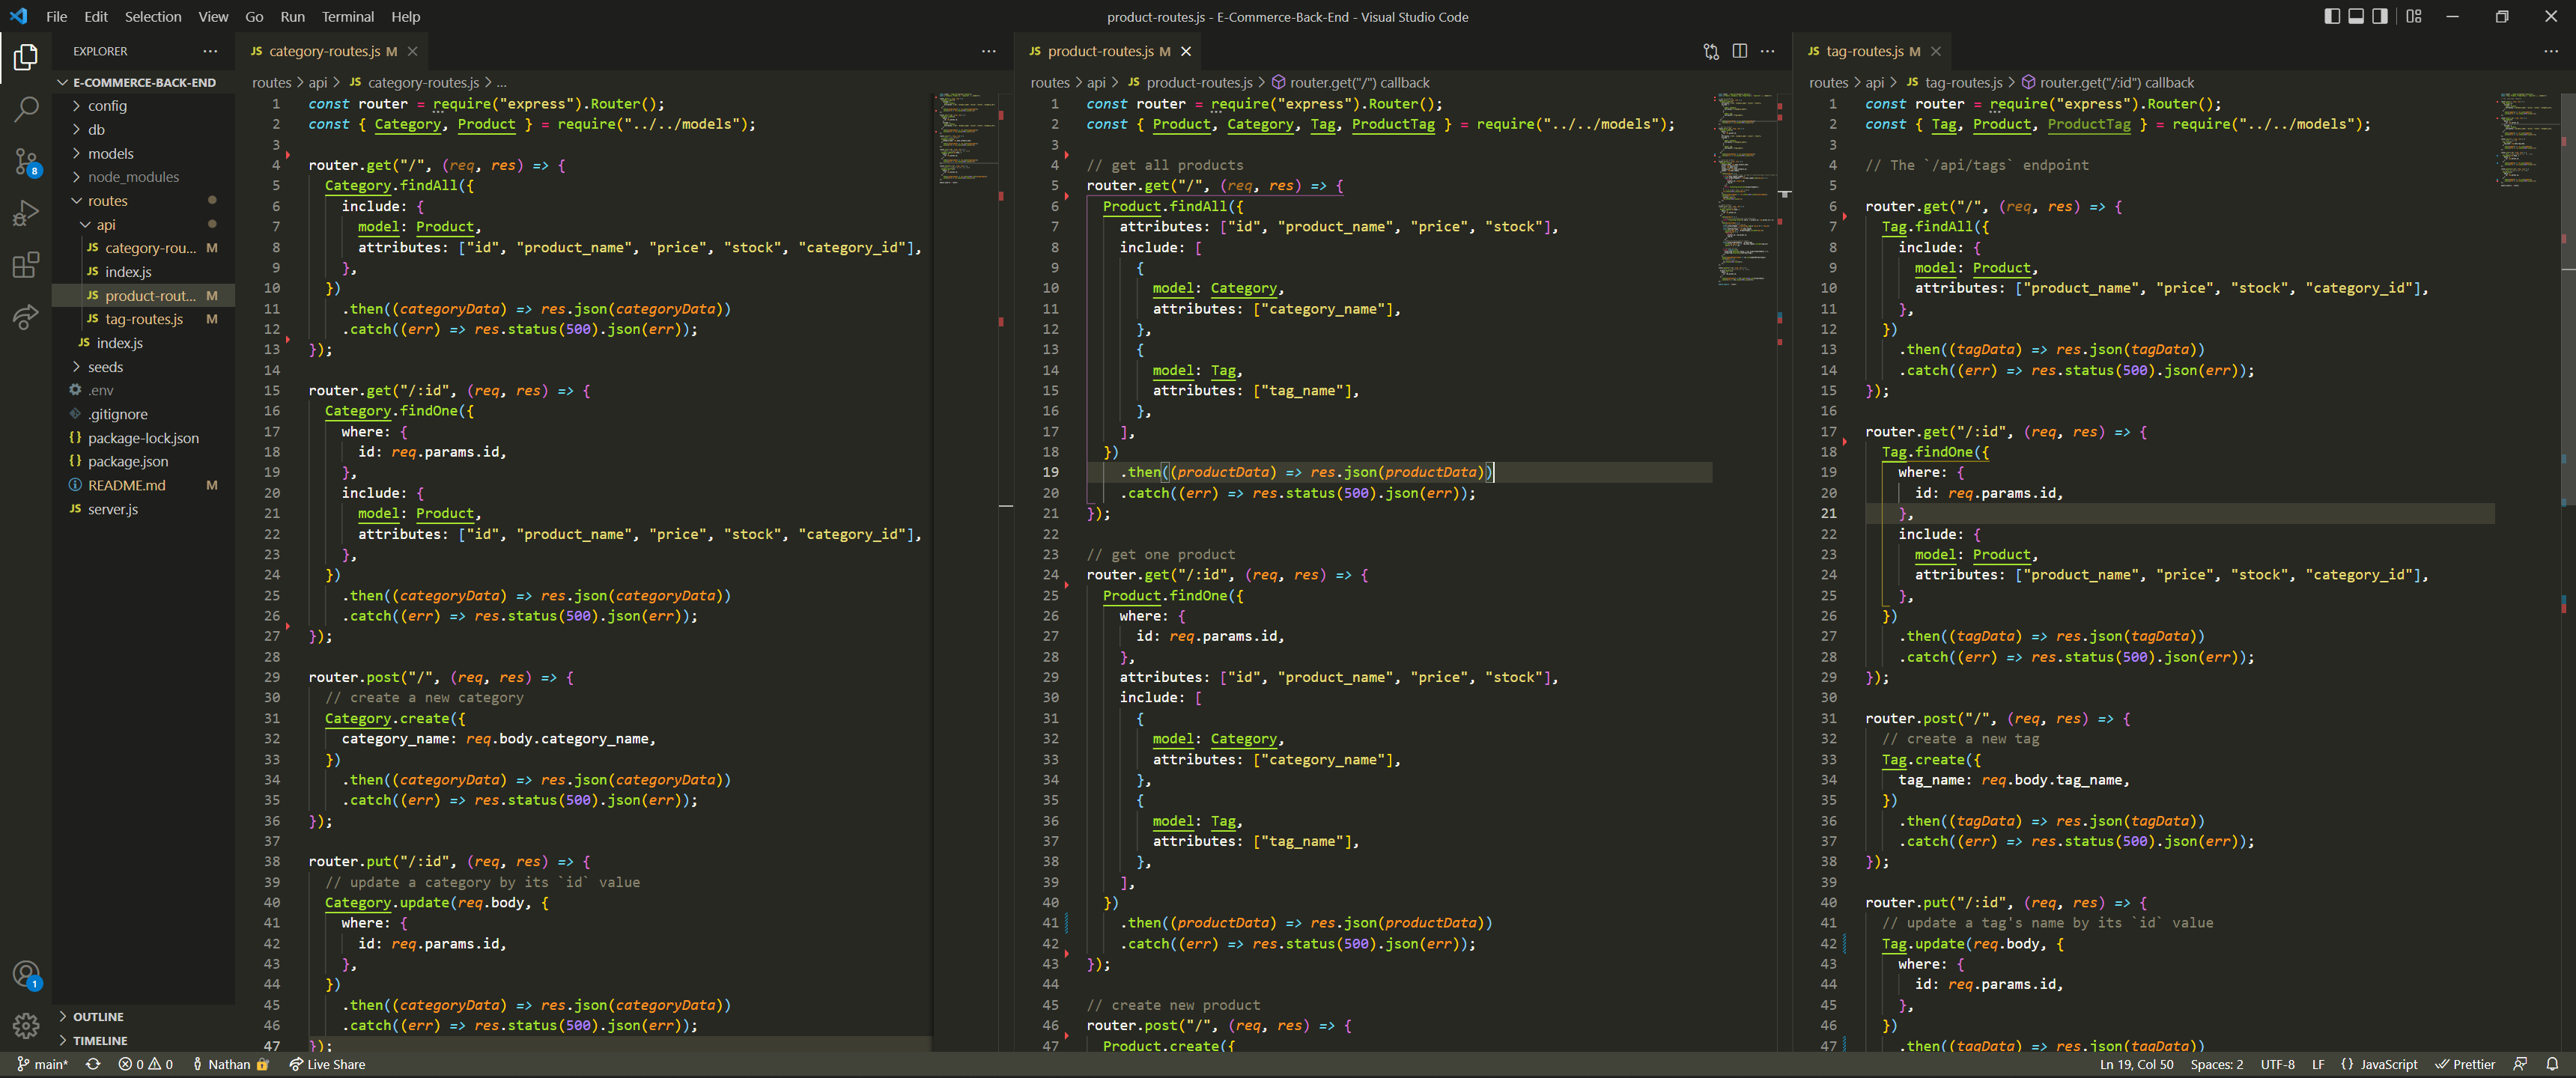 File Edit Selection View Go Run Terminal Help
product-routes.js - E-Commerce-Back-End - Visual Studio Code
EXPLORER
E-COMMERCE-BACK-END
config
db
models
node_modules
routes
api
JS category-rou... M
JS index.js
JS product-rout... M
JS tag-routes.js M
JS index.js
seeds
.env
.gitignore
{} package-lock.json
{} package.json
README.md M
JS server.js
OUTLINE
TIMELINE
8
1
JS category-routes.js M
routes > api > JS category-routes.js > ...
1 const router = require("express").Router();
2 const { Category, Product } = require("../../models");
3
4 router.get("/", (req, res) => {
5 Category.findAll({
6 include: {
7 model: Product,
8 attributes: ["id", "product_name", "price", "stock", "category_id"],
9 },
10 })
11 .then((categoryData) => res.json(categoryData))
12 .catch((err) => res.status(500).json(err));
13 });
14
15 router.get("/:id", (req, res) => {
16 Category.findOne({
17 where: {
18 id: req.params.id,
19 },
20 include: {
21 model: Product,
22 attributes: ["id", "product_name", "price", "stock", "category_id"],
23 },
24 })
25 .then((categoryData) => res.json(categoryData))
26 .catch((err) => res.status(500).json(err));
27 });
28
29 router.post("/", (req, res) => {
30 // create a new category
31 Category.create({
32 category_name: req.body.category_name,
33 })
34 .then((categoryData) => res.json(categoryData))
35 .catch((err) => res.status(500).json(err));
36 });
37
38 router.put("/:id", (req, res) => {
39 // update a category by its `id` value
40 Category.update(req.body, {
41 where: {
42 id: req.params.id,
43 },
44 })
45 .then((categoryData) => res.json(categoryData))
46 .catch((err) => res.status(500).json(err));
47 });
JS product-routes.js M
routes > api > JS product-routes.js > router.get("/") callback
1 const router = require("express").Router();
2 const { Product, Category, Tag, ProductTag } = require("../../models");
3
4 // get all products
5 router.get("/", (req, res) => {
6 Product.findAll({
7 attributes: ["id", "product_name", "price", "stock"],
8 include: [
9 {
10 model: Category,
11 attributes: ["category_name"],
12 },
13 {
14 model: Tag,
15 attributes: ["tag_name"],
16 },
17 ],
18 })
19 .then((productData) => res.json(productData))
20 .catch((err) => res.status(500).json(err));
21 });
22
23 // get one product
24 router.get("/:id", (req, res) => {
25 Product.findOne({
26 where: {
27 id: req.params.id,
28 },
29 attributes: ["id", "product_name", "price", "stock"],
30 include: [
31 {
32 model: Category,
33 attributes: ["category_name"],
34 },
35 {
36 model: Tag,
37 attributes: ["tag_name"],
38 },
39 ],
40 })
41 .then((productData) => res.json(productData))
42 .catch((err) => res.status(500).json(err));
43 });
44
45 // create new product
46 router.post("/", (req, res) => {
47 Product.create({
JS tag-routes.js M
routes > api > JS tag-routes.js > router.get("/:id") callback
1 const router = require("express").Router();
2 const { Tag, Product, ProductTag } = require("../../models");
3
4 // The `/api/tags` endpoint
5
6 router.get("/", (req, res) => {
7 Tag.findAll({
8 include: {
9 model: Product,
10 attributes: ["product_name", "price", "stock", "category_id"],
11 },
12 })
13 .then((tagData) => res.json(tagData))
14 .catch((err) => res.status(500).json(err));
15 });
16
17 router.get("/:id", (req, res) => {
18 Tag.findOne({
19 where: {
20 id: req.params.id,
21 },
22 include: {
23 model: Product,
24 attributes: ["product_name", "price", "stock", "category_id"],
25 },
26 })
27 .then((tagData) => res.json(tagData))
28 .catch((err) => res.status(500).json(err));
29 });
30
31 router.post("/", (req, res) => {
32 // create a new tag
33 Tag.create({
34 tag_name: req.body.tag_name,
35 })
36 .then((tagData) => res.json(tagData))
37 .catch((err) => res.status(500).json(err));
38 });
39
40 router.put("/:id", (req, res) => {
41 // update a tag's name by its `id` value
42 Tag.update(req.body, {
43 where: {
44 id: req.params.id,
45 },
46 })
47 .then((tagData) => res.json(tagData))
main* 0 0 Nathan Live Share
Ln 19, Col 50 Spaces: 2 UTF-8 LF {} JavaScript Prettier